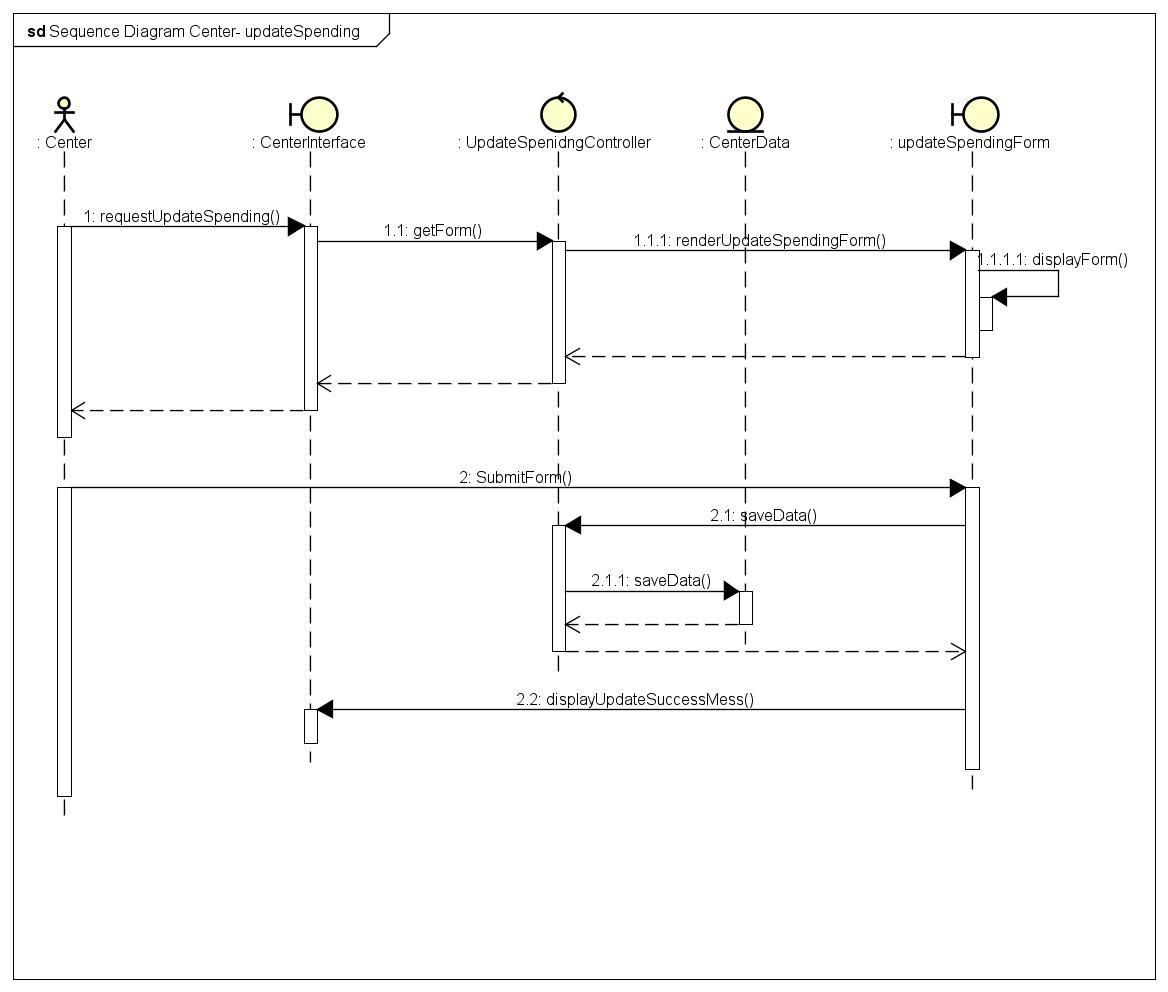 sd Sequence Diagram Center- updateSpending
: Center
: CenterInterface
: UpdateSpenidngController
: CenterData
: updateSpendingForm
1: requestUpdateSpending()
1.1: getForm()
1.1.1: renderUpdateSpendingForm()
1.1.1.1: displayForm()
2: SubmitForm()
2.1: saveData()
2.1.1: saveData()
2.2: displayUpdateSuccessMess()